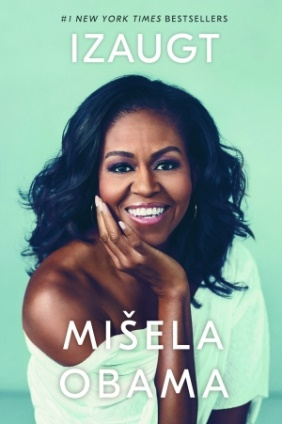 #1 NEW YORK TIMES BESTSELLERS
IZAUGT
MIŠELA
OBAMA